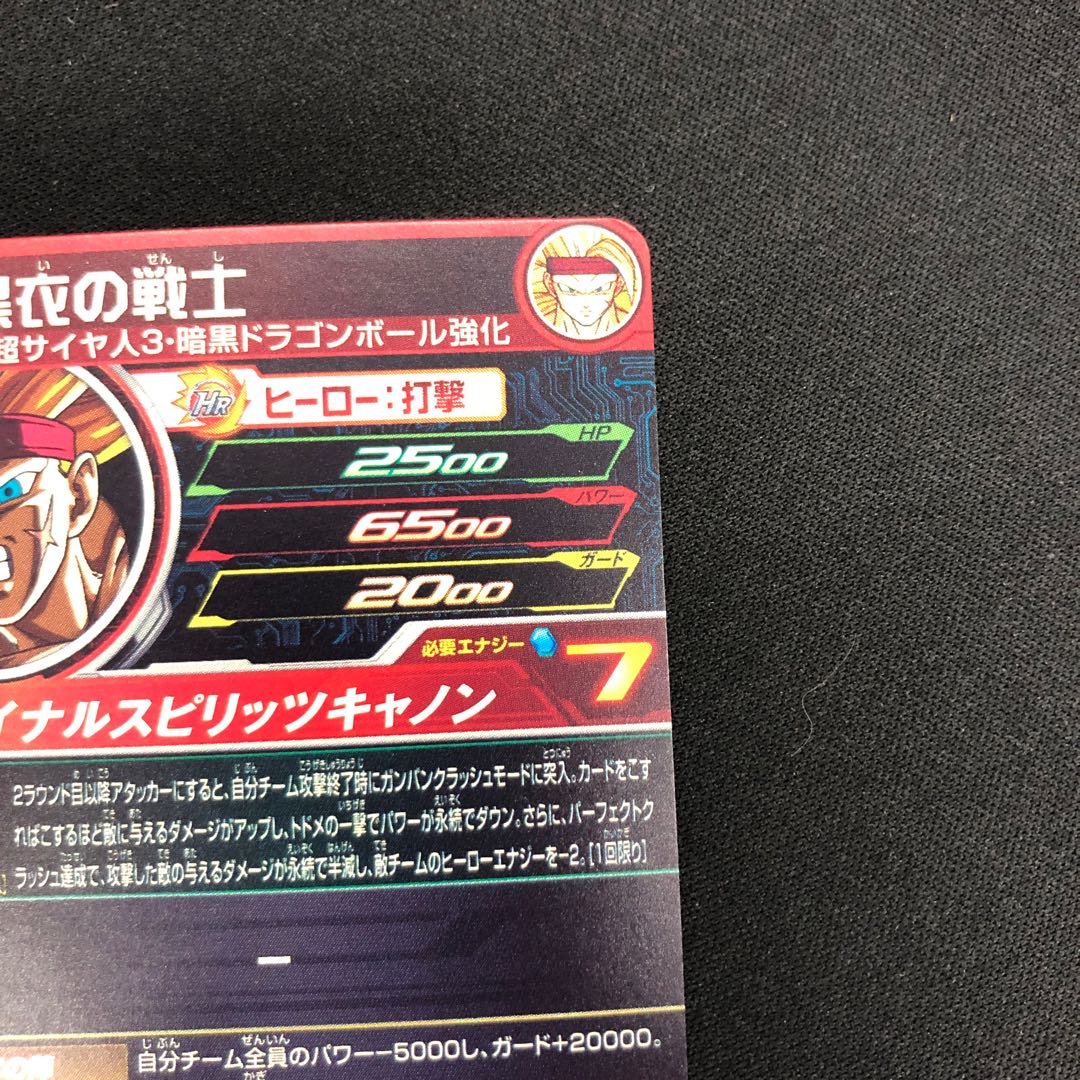 黒衣の戦士
超サイヤ人3・暗黒ドラゴンボール強化
HR ヒーロー：打撃
HP
2500
パワー
6500
ガード
2000
必要エナジー 7
イナルスピリッツキャノン
2ラウンド目以降アタッカーにすると、自分チーム攻撃終了時にガンバンクラッシュモードに突入。カードをこす
ればこするほど敵に与えるダメージがアップし、トドメの一撃でパワーが永続でダウン。さらに、パーフェクトク
ラッシュ達成で、攻撃した敵の与えるダメージが永続で半減し、敵チームのヒーローエナジーを−2。[1回限り]
−
自分チーム全員のパワー−5000し、ガード+20000。